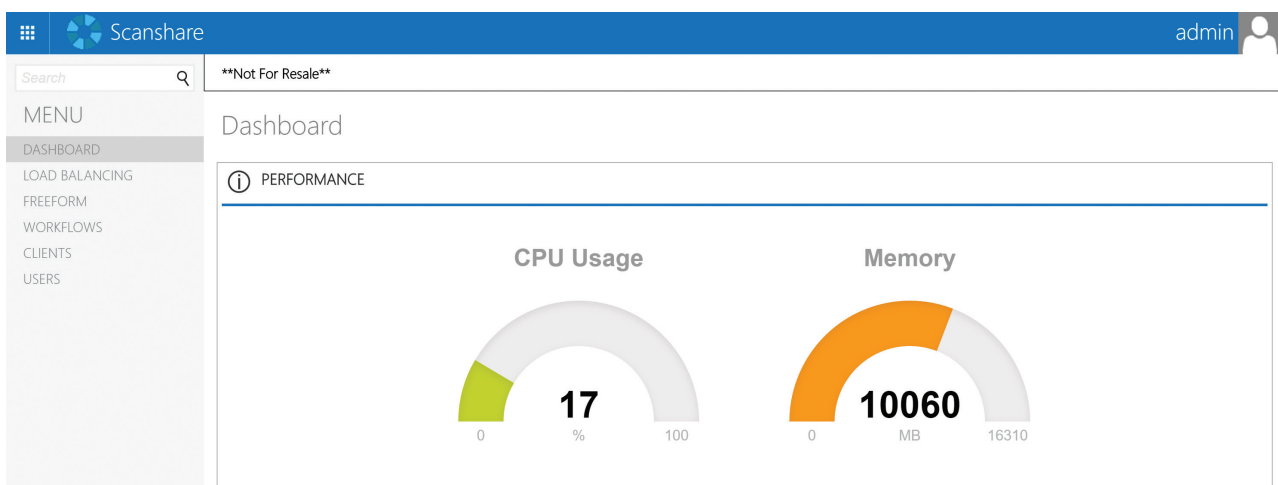 Scanshare
admin
Search
**Not For Resale**
MENU
Dashboard
DASHBOARD
LOAD BALANCING
FREEFORM
WORKFLOWS
CLIENTS
USERS
PERFORMANCE
CPU Usage
Memory
17
10060
0 % 100
0 MB 16310